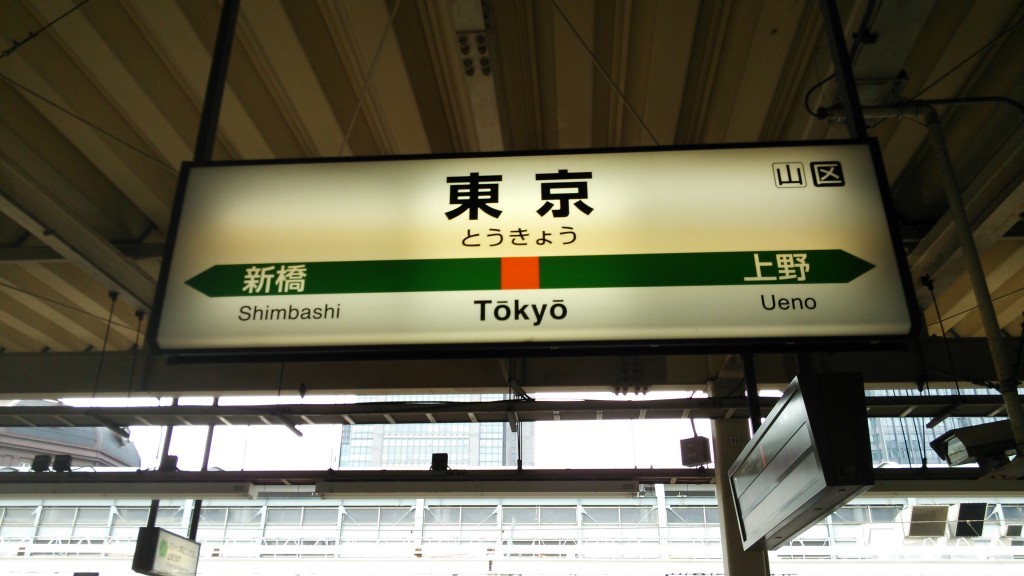 山 区
東京
とうきょう
新橋
上野
Shimbashi
Tōkyō
Ueno